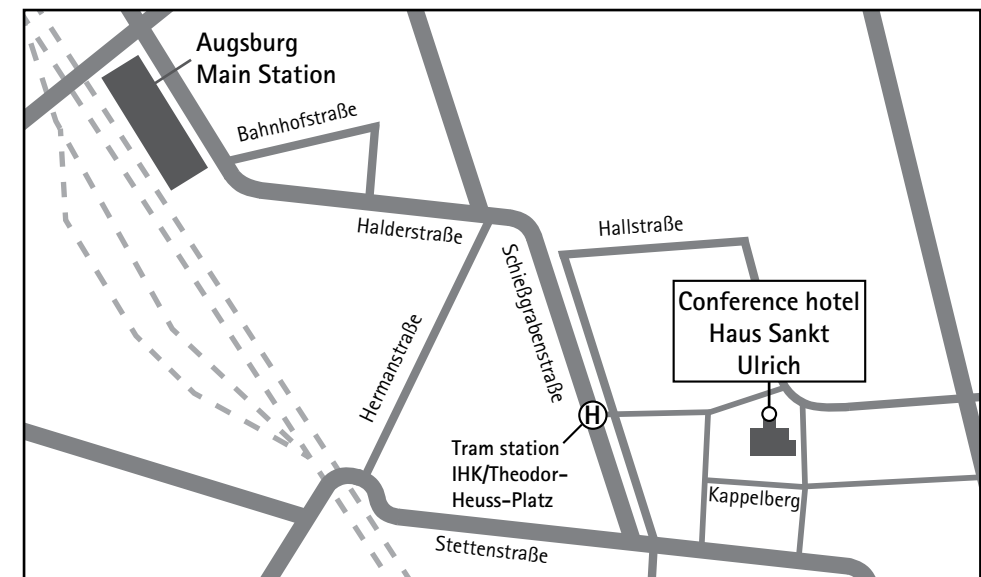 Augsburg
Main Station
Bahnhofstraße
Halderstraße
Hallstraße
Schießgrabenstraße
Conference hotel
Haus Sankt
Ulrich
Hermanstraße
H
Tram station
IHK/Theodor-
Heuss-Platz
Kappelberg
Stettenstraße